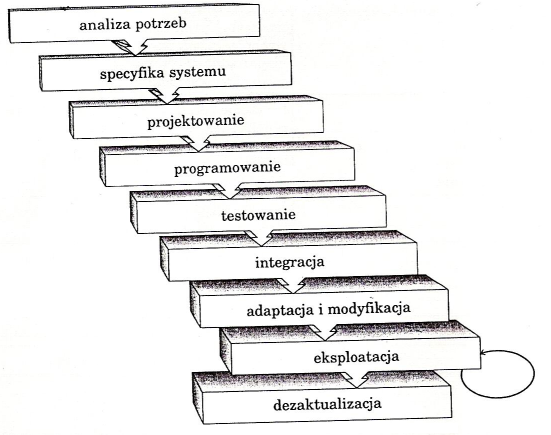 analiza potrzeb
specyfika systemu
projektowanie
programowanie
testowanie
integracja
adaptacja i modyfikacja
eksploatacja
dezaktualizacja